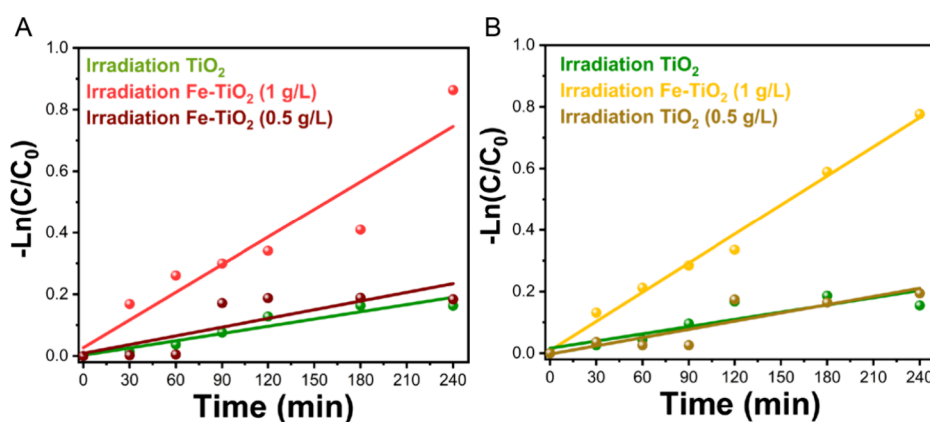 A
1.0
0.8
0.6
0.4
0.2
0.0
-Ln(C/C₀)
Irradiation TiO₂
Irradiation Fe-TiO₂ (1 g/L)
Irradiation Fe-TiO₂ (0.5 g/L)
0 30 60 90 120 150 180 210 240
Time (min)
B
1.0
0.8
0.6
0.4
0.2
0.0
-Ln(C/C₀)
Irradiation TiO₂
Irradiation Fe-TiO₂ (1 g/L)
Irradiation TiO₂ (0.5 g/L)
0 30 60 90 120 150 180 210 240
Time (min)